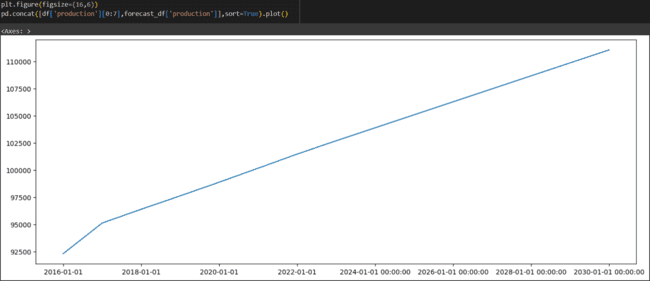 plt.figure(figsize=(16,6))
pd.concat([df['production'][0:7],forecast_df['production']],sort=True).plot()
<Axes: >
110000
107500
105000
102500
100000
97500
95000
92500
2016-01-01 2018-01-01 2020-01-01 2022-01-01 2024-01-01 00:00:00 2026-01-01 00:00:00 2028-01-01 00:00:00 2030-01-01 00:00:00